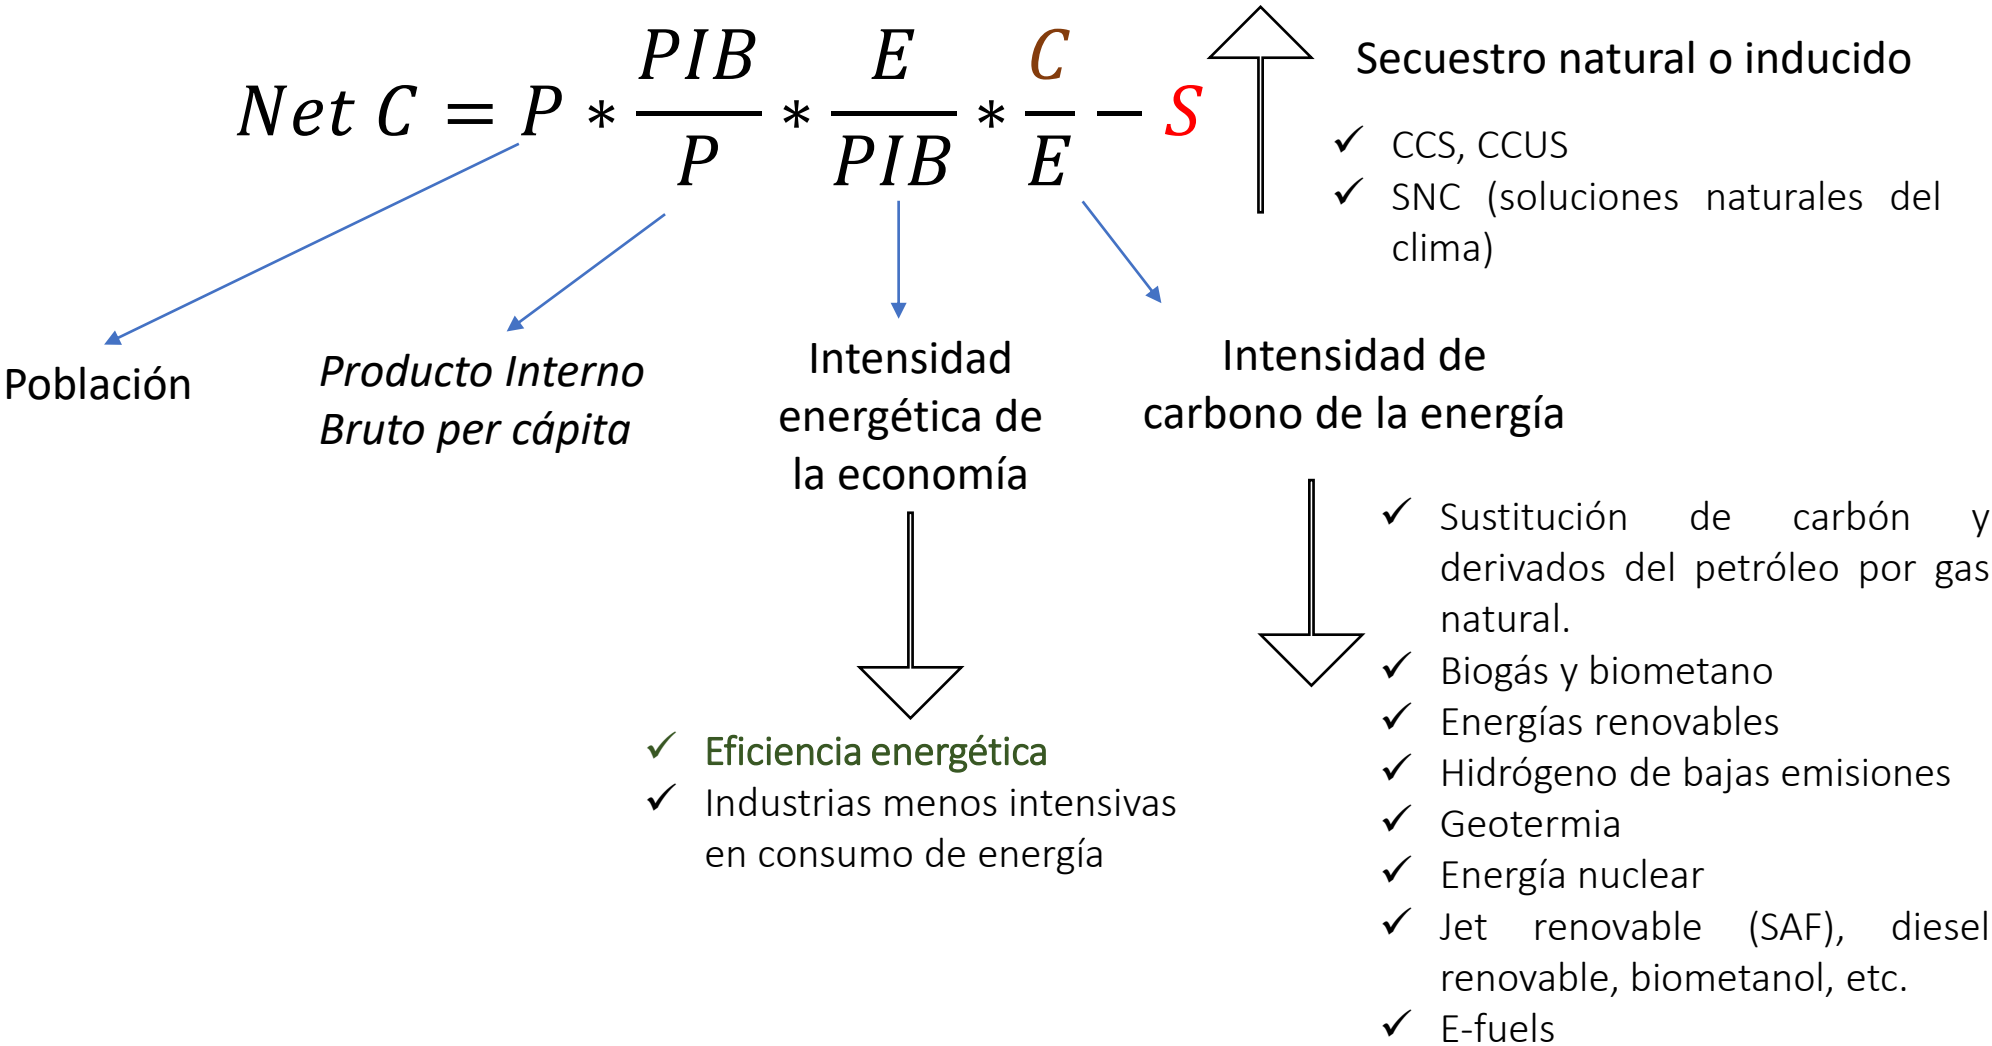 Net C = P * PIB/P * E/PIB * C/E − S
Secuestro natural o inducido
✓ CCS, CCUS
✓ SNC (soluciones naturales del
clima)
Población
Producto Interno
Bruto per cápita
Intensidad
energética de
la economía
Intensidad de
carbono de la energía
✓ Eficiencia energética
✓ Industrias menos intensivas
en consumo de energía
✓ Sustitución de carbón y
derivados del petróleo por gas
natural.
✓ Biogás y biometano
✓ Energías renovables
✓ Hidrógeno de bajas emisiones
✓ Geotermia
✓ Energía nuclear
✓ Jet renovable (SAF), diesel
renovable, biometanol, etc.
✓ E-fuels